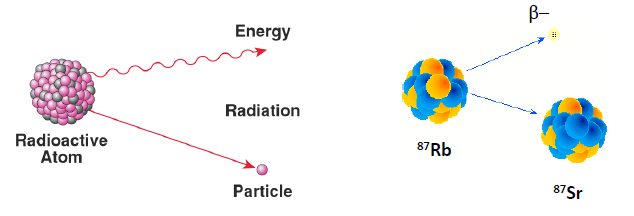 Energy
Radiation
Radioactive
Atom
Particle
β–
⁸⁷Rb
⁸⁷Sr